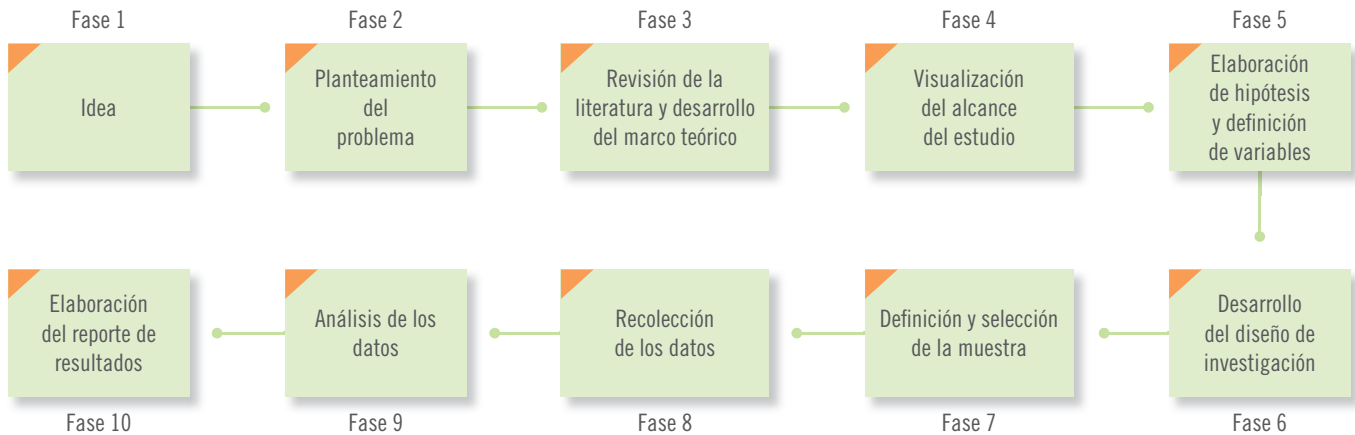 Fase 1
Idea
Fase 2
Planteamiento
del
problema
Fase 3
Revisión de la
literatura y desarrollo
del marco teórico
Fase 4
Visualización
del alcance
del estudio
Fase 5
Elaboración
de hipótesis
y definición
de variables
Desarrollo
del diseño de
investigación
Fase 6
Definición y selección
de la muestra
Fase 7
Recolección
de los datos
Fase 8
Análisis de los
datos
Fase 9
Elaboración
del reporte de
resultados
Fase 10